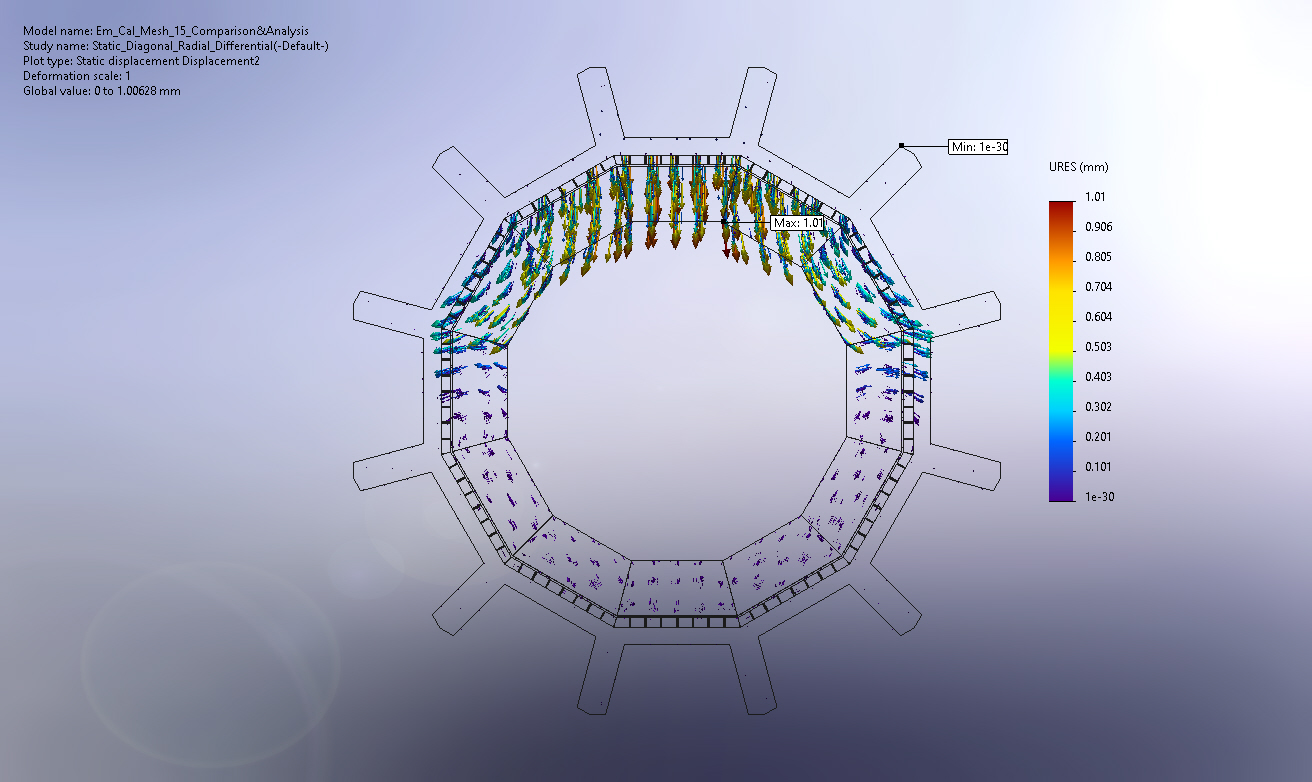 Model name: Em_Cal_Mesh_15_Comparison&Analysis
Study name: Static_Diagonal_Radial_Differential(-Default-)
Plot type: Static displacement Displacement2
Deformation scale: 1
Global value: 0 to 1.00628 mm
Min: 1e-30
URES (mm)
1.01
Max: 1.01
0.906
0.805
0.704
0.604
0.503
0.403
0.302
0.201
0.101
1e-30